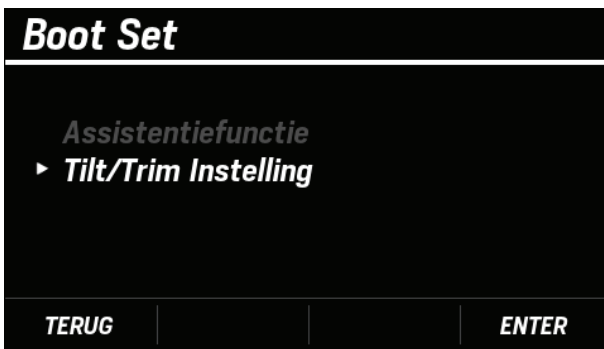 Boot Set
Assistentiefunctie
Tilt/Trim Instelling
TERUG
ENTER